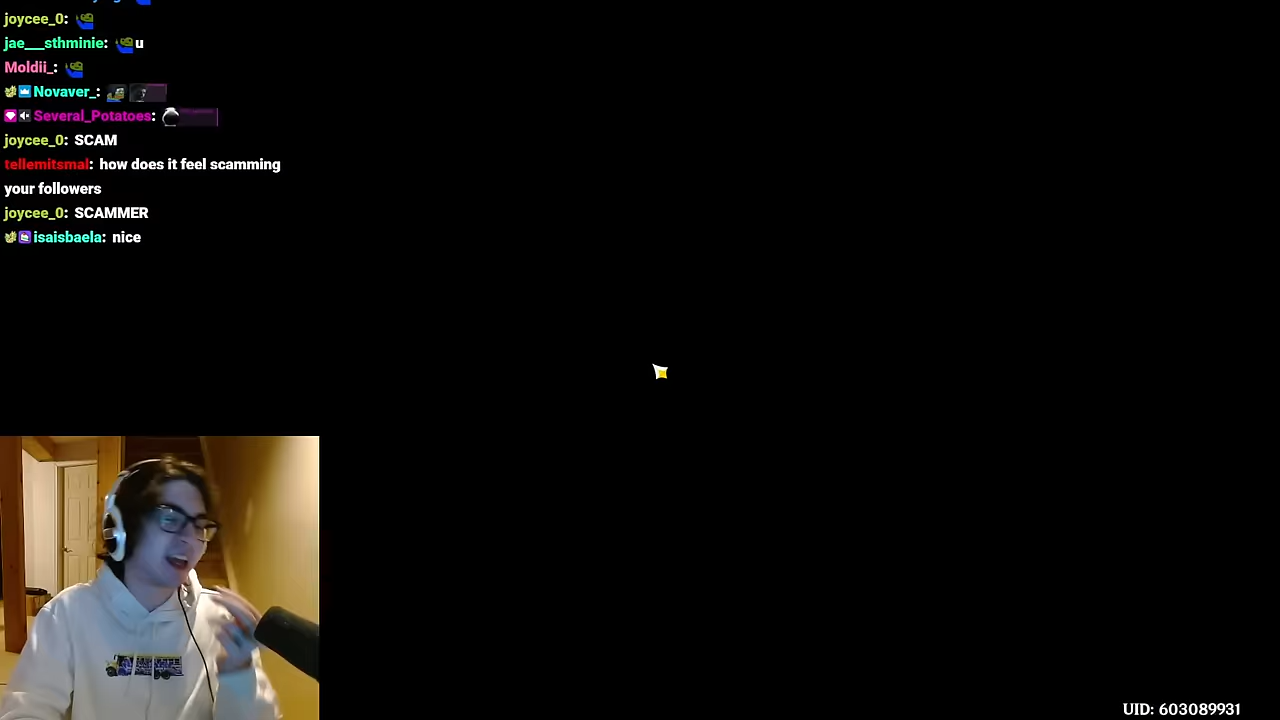 joycee_0:
jae___sthminie: u
Moldii_:
Novaver_:
Several_Potatoes:
joycee_0: SCAM
tellemitsmal: how does it feel scamming
your followers
joycee_0: SCAMMER
isaisbaela: nice
UID: 603089931